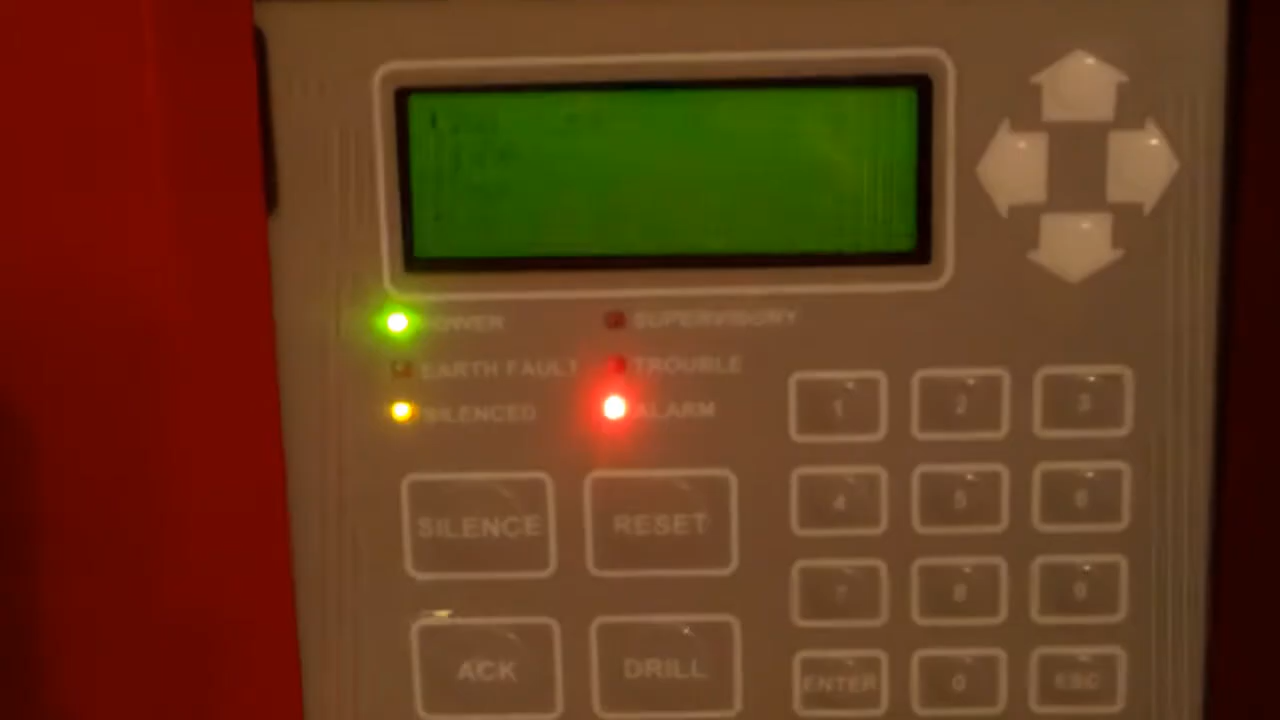 POWER SUPERVISORY
EARTH FAULT TROUBLE
SILENCED ALARM
1 2 3
4 5 6
SILENCE RESET
7 8 9
ACK DRILL
ENTER 0 ESC